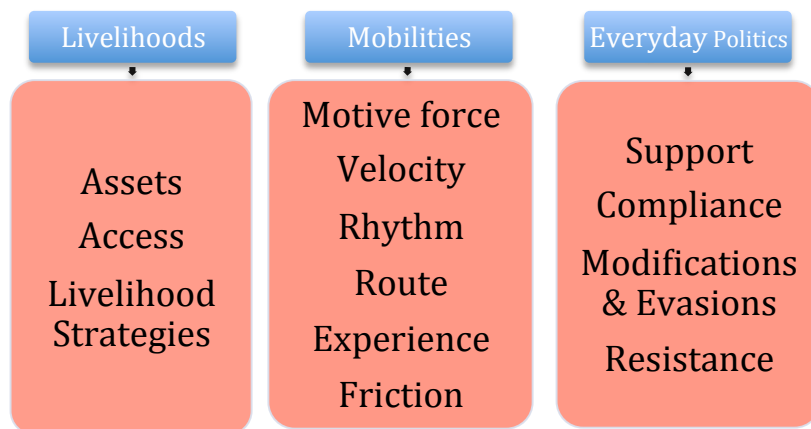 Livelihoods
Assets
Access
Livelihood
Strategies
Mobilities
Motive force
Velocity
Rhythm
Route
Experience
Friction
Everyday Politics
Support
Compliance
Modifications
& Evasions
Resistance